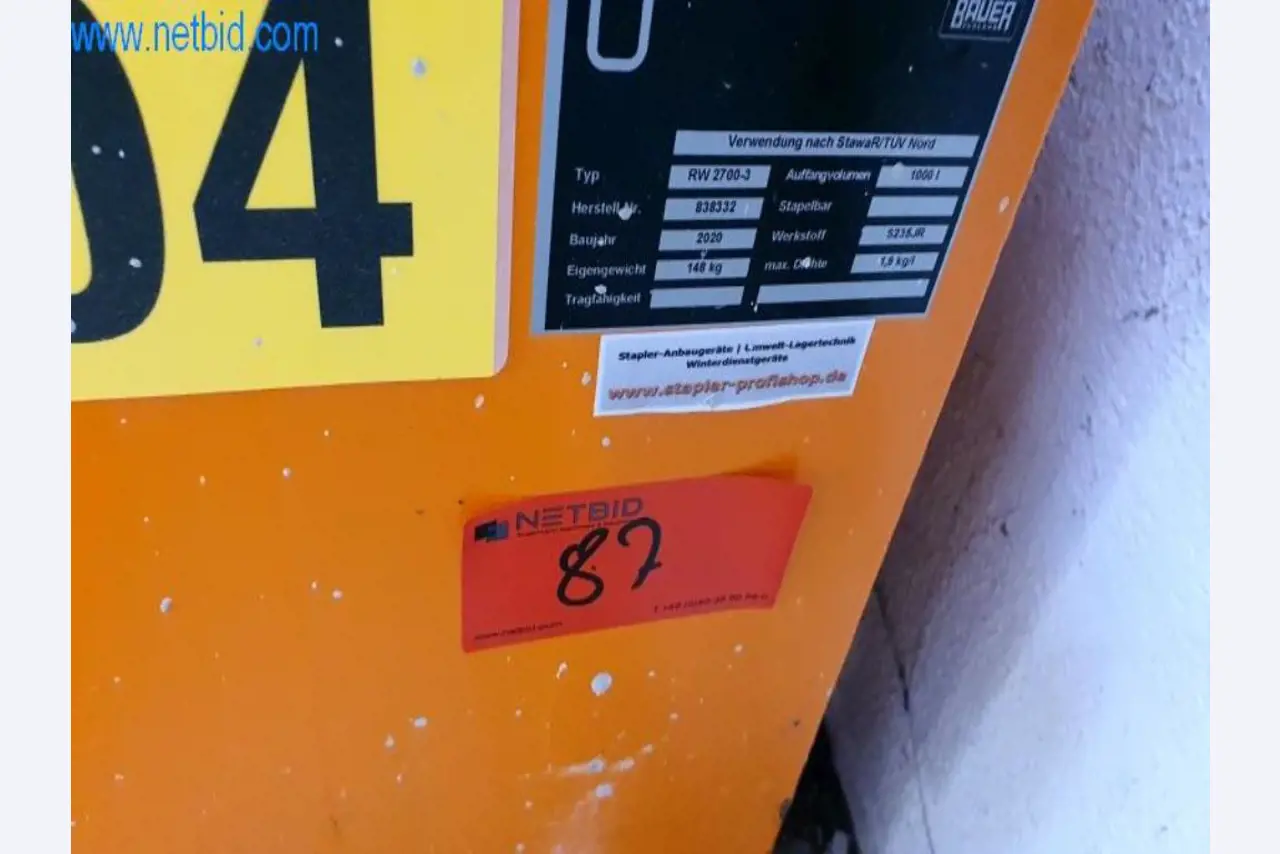 www.netbid.com
04
BAUER
Verwendung nach StawaR/TÜV Nord
Typ RW 2700-3 Auffangvolumen 1000 l
Herstell Nr. 838332 Stapelbar
Baujahr 2020 Werkstoff S235JR
Eigengewicht 148 kg max. Dichte 1,9 kg/l
Tragfähigkeit
Stapler-Anbaugeräte | Umwelt-Lagertechnik
Winterdienstgeräte
www.stapler-profishop.de
NETBID
87
www.netbid.com